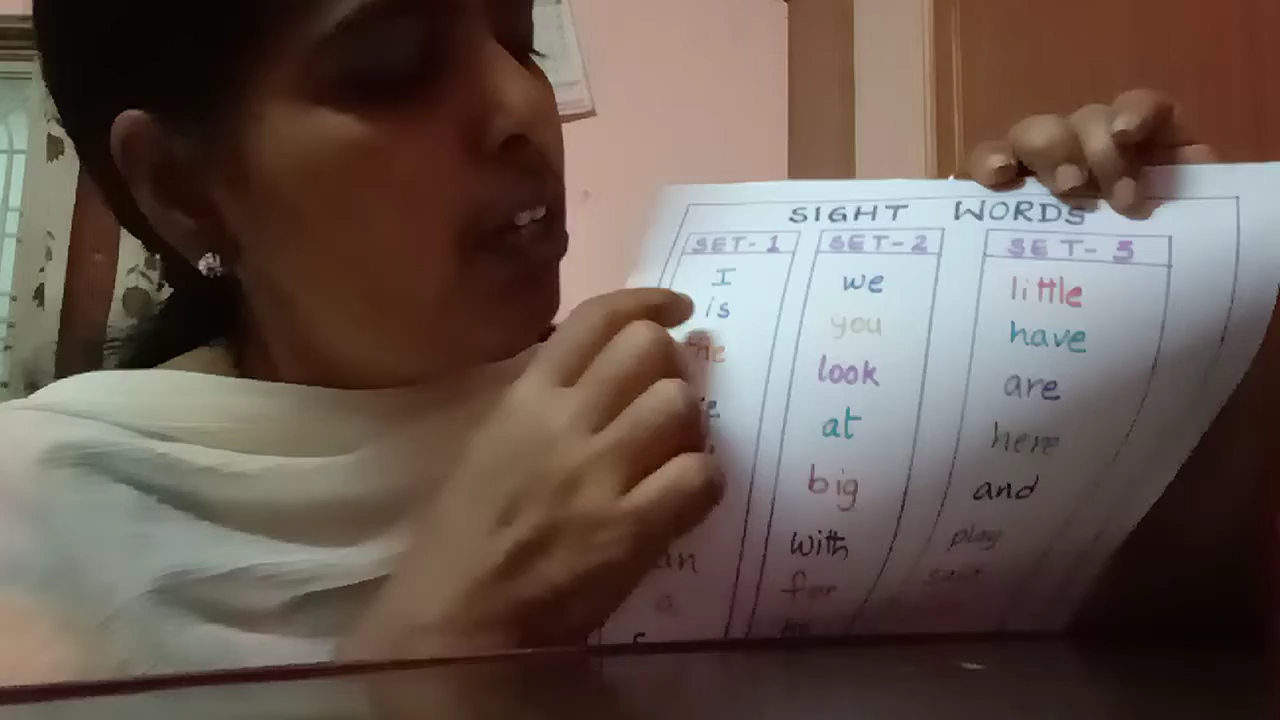 SIGHT WORDS
SET-1
I
is
an
a
SET-2
we
you
look
at
big
with
for
SET-3
little
have
are
here
and
play